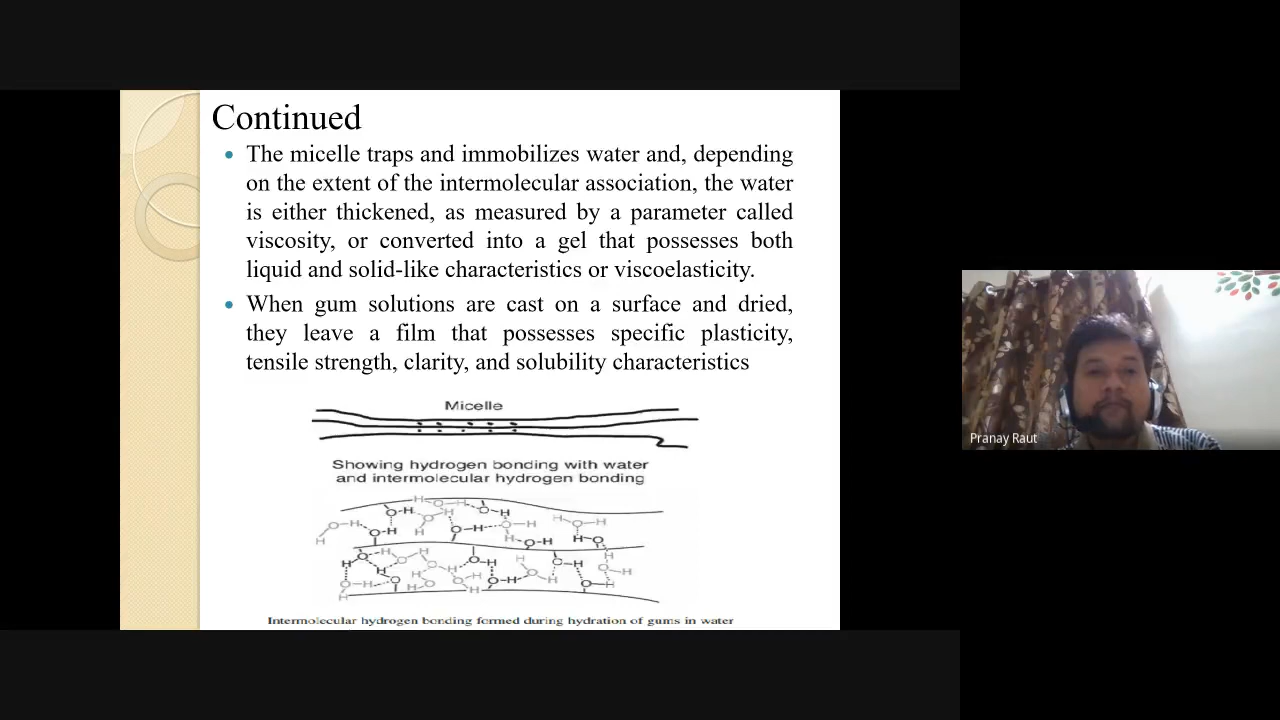 Continued
The micelle traps and immobilizes water and, depending
on the extent of the intermolecular association, the water
is either thickened, as measured by a parameter called
viscosity, or converted into a gel that possesses both
liquid and solid-like characteristics or viscoelasticity.
When gum solutions are cast on a surface and dried,
they leave a film that possesses specific plasticity,
tensile strength, clarity, and solubility characteristics
Micelle
Showing hydrogen bonding with water
and intermolecular hydrogen bonding
Intermolecular hydrogen bonding formed during hydration of gums in water
Pranay Raut